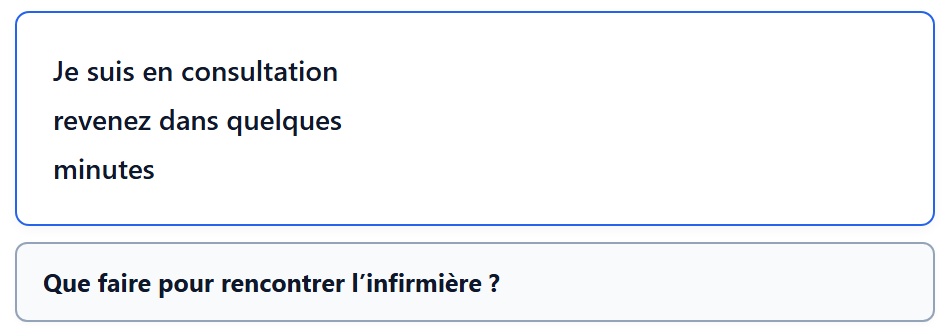 Je suis en consultation
revenez dans quelques
minutes
Que faire pour rencontrer l’infirmière ?